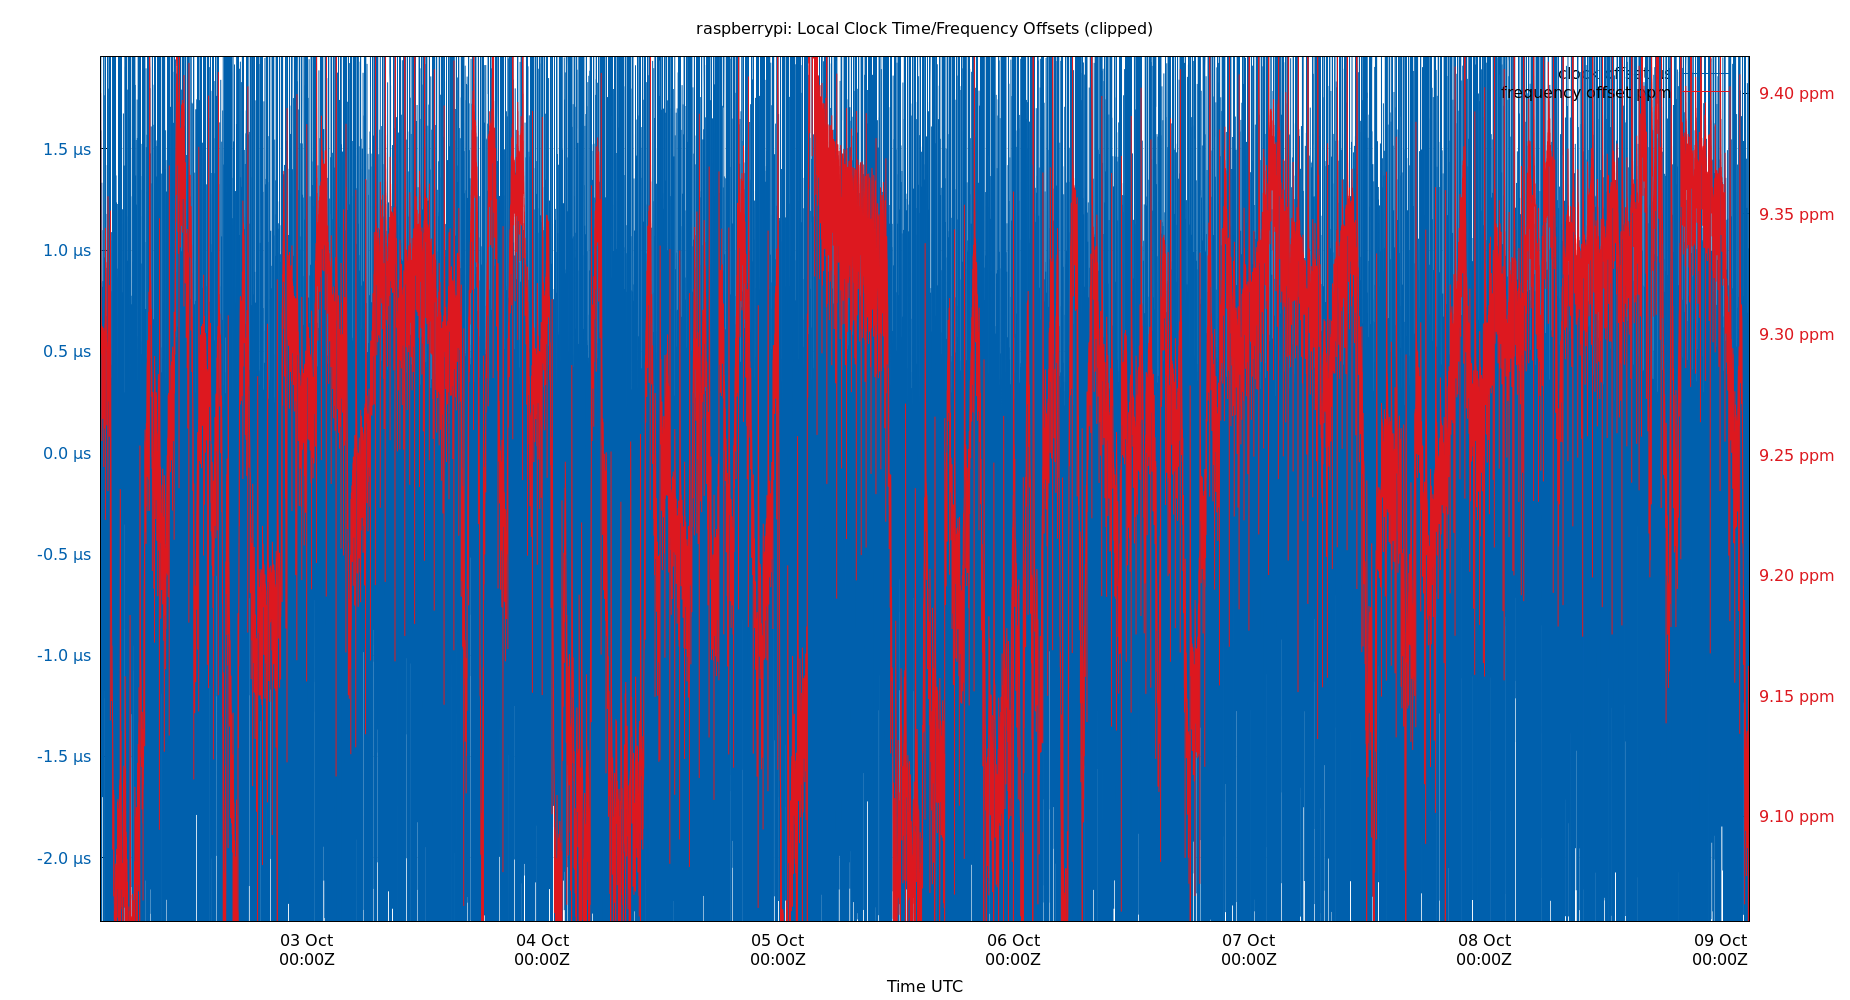 raspberrypi: Local Clock Time/Frequency Offsets (clipped)
clock offset µs
frequency offset ppm
1.5 µs
1.0 µs
0.5 µs
0.0 µs
-0.5 µs
-1.0 µs
-1.5 µs
-2.0 µs
9.40 ppm
9.35 ppm
9.30 ppm
9.25 ppm
9.20 ppm
9.15 ppm
9.10 ppm
03 Oct
00:00Z
04 Oct
00:00Z
05 Oct
00:00Z
06 Oct
00:00Z
07 Oct
00:00Z
08 Oct
00:00Z
09 Oct
00:00Z
Time UTC